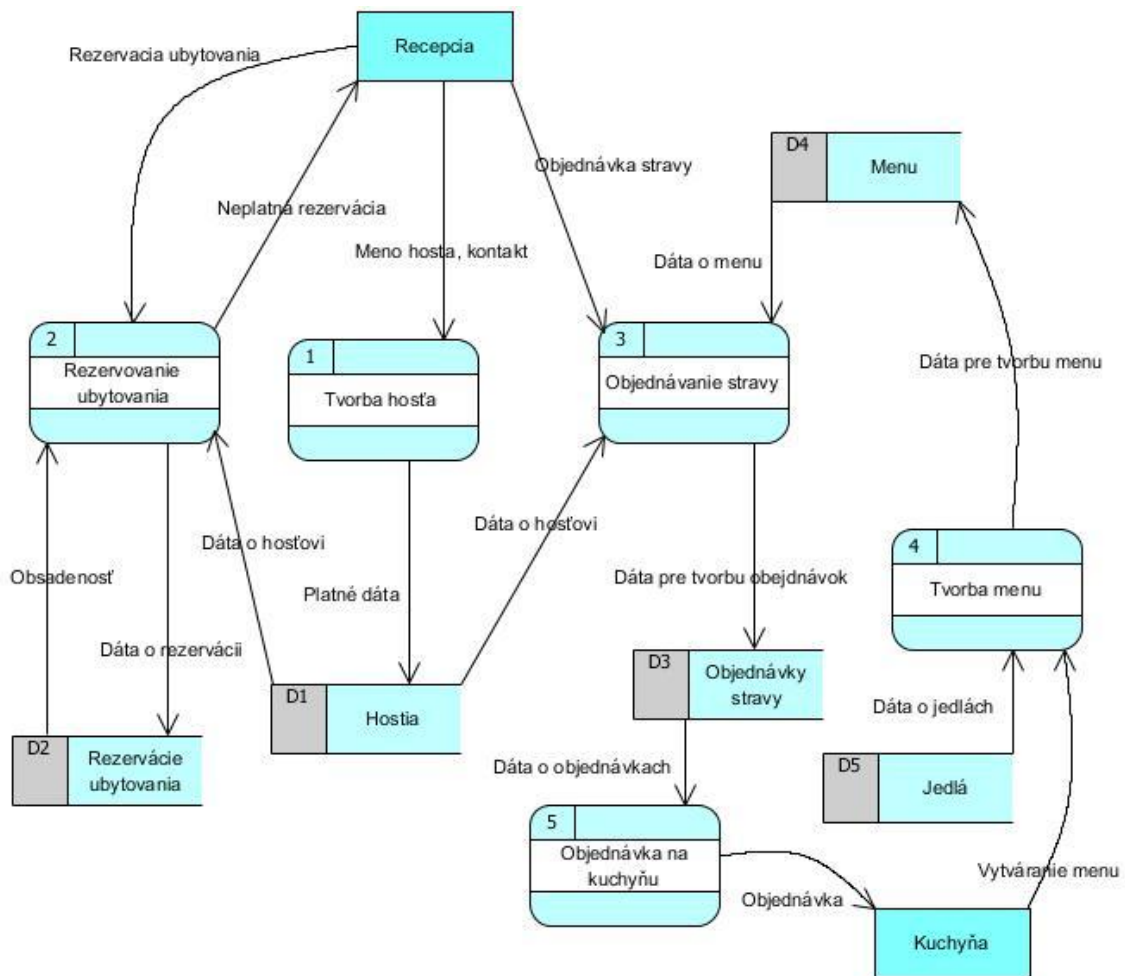 Recepcia
Rezervacia ubytovania
D4
Menu
Objednávka stravy
Neplatná rezervácia
Meno hosta, kontakt
Dáta o menu
2
Rezervovanie
ubytovania
1
Tvorba hosťa
3
Objednávanie stravy
Dáta pre tvorbu menu
4
Tvorba menu
Dáta o hosťovi
Dáta o hosťovi
Obsadenosť
Platné dáta
Dáta pre tvorbu obejdnávok
Dáta o rezervácii
D3
Objednávky
stravy
D1
Hostia
Dáta o jedlách
D2
Rezervácie
ubytovania
Dáta o objednávkach
D5
Jedlá
5
Objednávka na
kuchyňu
Vytváranie menu
Objednávka
Kuchyňa